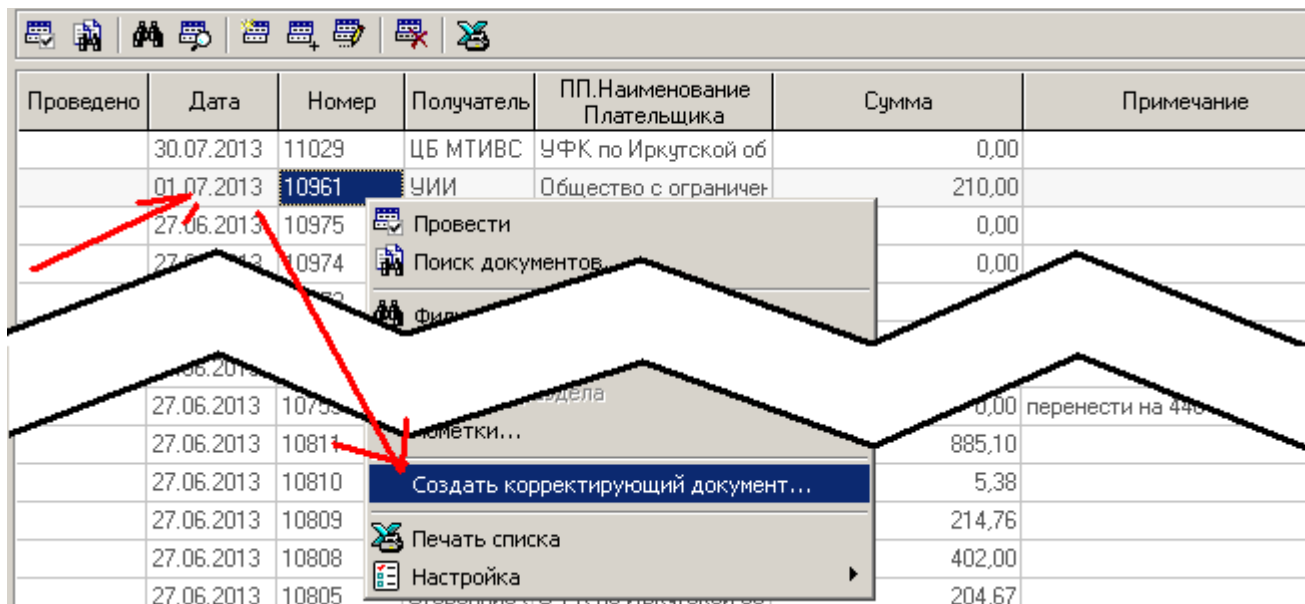 Проведено Дата Номер Получатель ПП.Наименование Плательщика Сумма Примечание
30.07.2013 11029 ЦБ МТИВС УФК по Иркутской об 0,00
01.07.2013 10961 УИИ Общество с ограничен 210,00
27.06.2013 10975 0,00
10974 0,00
Провести
Поиск документов
27.06.2013 0,00 перенести на
27.06.2013 10811 885,10
Пометки...
27.06.2013 10810 5,38
Создать корректирующий документ...
27.06.2013 10809 214,76
Печать списка
27.06.2013 10808 402,00
Настройка
27.06.2013 10805 204,67